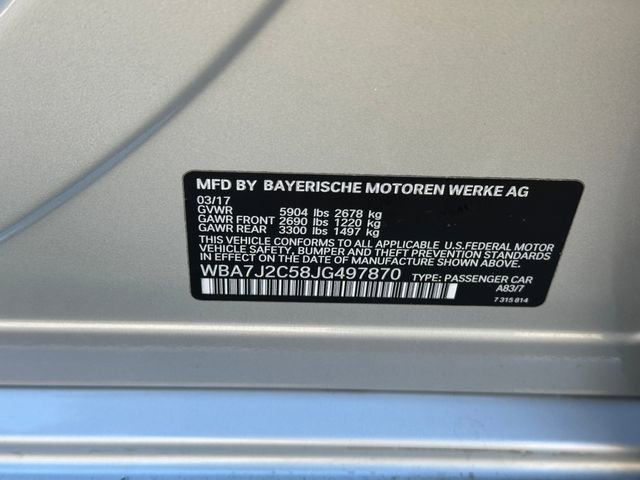 MFD BY BAYERISCHE MOTOREN WERKE AG
03/17
GVWR 5904 lbs 2678 kg
GAWR FRONT 2690 lbs 1220 kg
GAWR REAR 3300 lbs 1497 kg
THIS VEHICLE CONFORMS TO ALL APPLICABLE U.S.FEDERAL MOTOR
VEHICLE SAFETY, BUMPER AND THEFT PREVENTION STANDARDS
IN EFFECT ON THE DATE OF MANUFACTURE SHOWN ABOVE.
WBA7J2C58JG497870 TYPE: PASSENGER CAR
A83/7
7 315 814